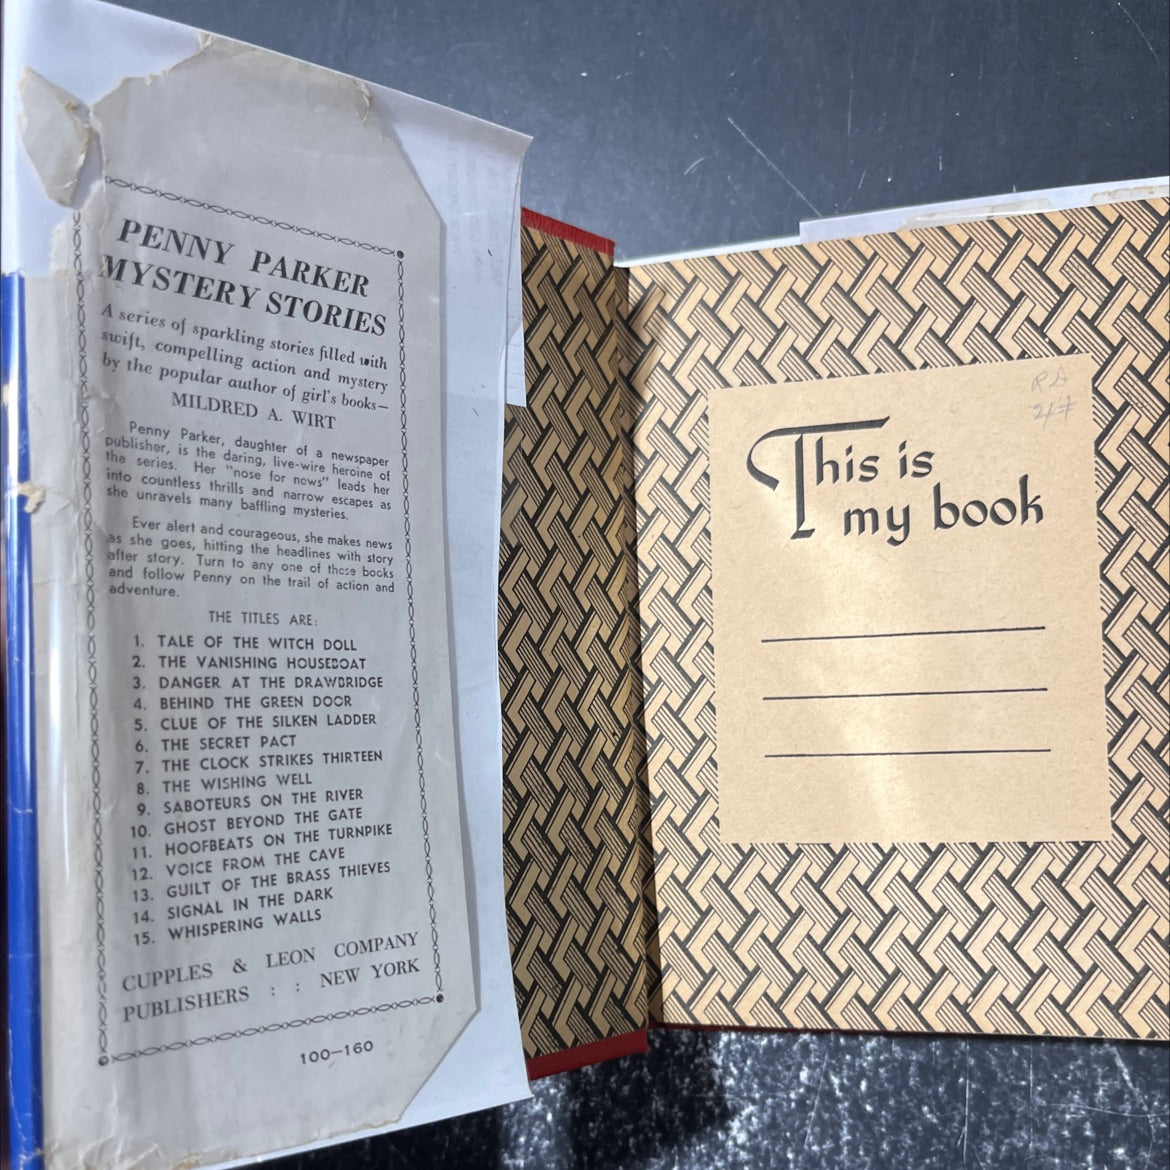 PENNY PARKER
MYSTERY STORIES
A series of sparkling stories filled with
swift, compelling action and mystery
by the popular author of girl's books—
MILDRED A. WIRT
Penny Parker, daughter of a newspaper
publisher, is the daring, live-wire heroine of
the series. Her "nose for news" leads her
into countless thrills and narrow escapes as
she unravels many baffling mysteries.
Ever alert and courageous, she makes news
as she goes, hitting the headlines with story
after story. Turn to any one of these books
and follow Penny on the trail of action and
adventure.
THE TITLES ARE:
1. TALE OF THE WITCH DOLL
2. THE VANISHING HOUSEBOAT
3. DANGER AT THE DRAWBRIDGE
4. BEHIND THE GREEN DOOR
5. CLUE OF THE SILKEN LADDER
6. THE SECRET PACT
7. THE CLOCK STRIKES THIRTEEN
8. THE WISHING WELL
9. SABOTEURS ON THE RIVER
10. GHOST BEYOND THE GATE
11. HOOFBEATS ON THE TURNPIKE
12. VOICE FROM THE CAVE
13. GUILT OF THE BRASS THIEVES
14. SIGNAL IN THE DARK
15. WHISPERING WALLS
CUPPLES & LEON COMPANY
PUBLISHERS : : NEW YORK
100—160
This is
my book